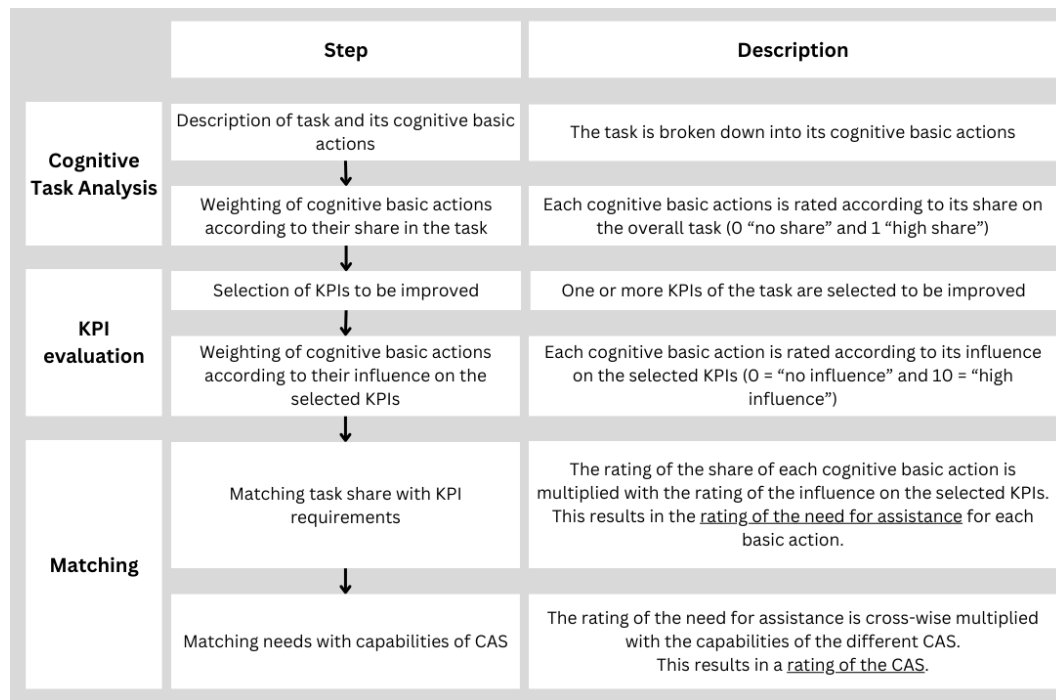 Step
Description
Cognitive
Task Analysis
Description of task and its cognitive basic
actions
The task is broken down into its cognitive basic actions
Weighting of cognitive basic actions
according to their share in the task
Each cognitive basic actions is rated according to its share on
the overall task (0 “no share” and 1 “high share”)
KPI
evaluation
Selection of KPIs to be improved
One or more KPIs of the task are selected to be improved
Weighting of cognitive basic actions
according to their influence on the
selected KPIs
Each cognitive basic action is rated according to its influence
on the selected KPIs (0 = “no influence” and 10 = “high
influence”)
Matching
Matching task share with KPI
requirements
The rating of the share of each cognitive basic action is
multiplied with the rating of the influence on the selected KPIs.
This results in the rating of the need for assistance for each
basic action.
Matching needs with capabilities of CAS
The rating of the need for assistance is cross-wise multiplied
with the capabilities of the different CAS.
This results in a rating of the CAS.